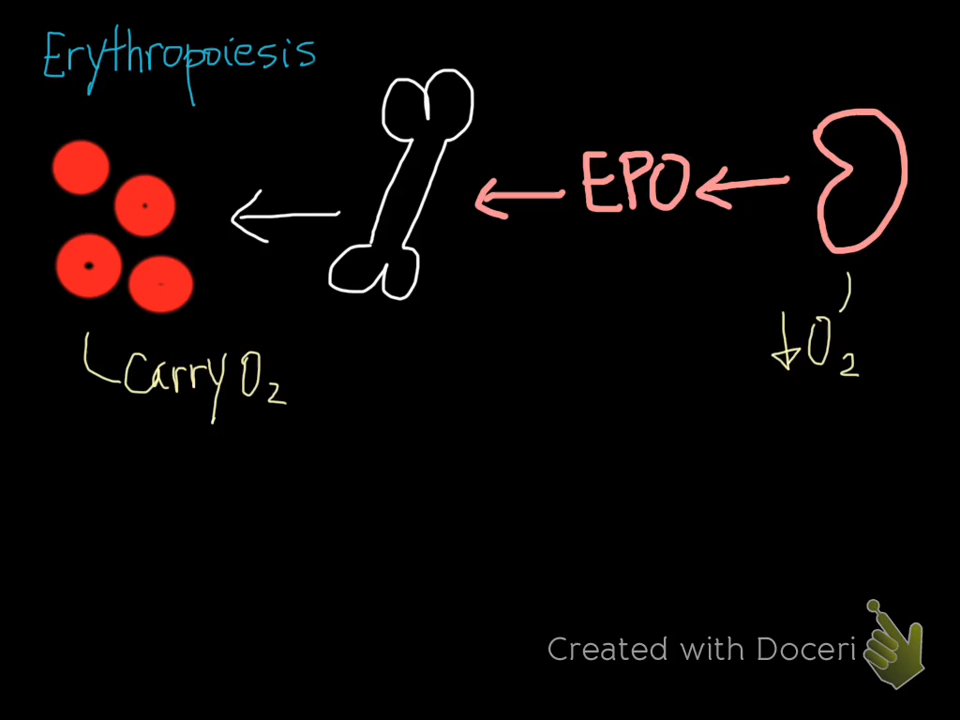 Erythropoiesis
EPO
↓O₂
Carry O₂
Created with Doceri